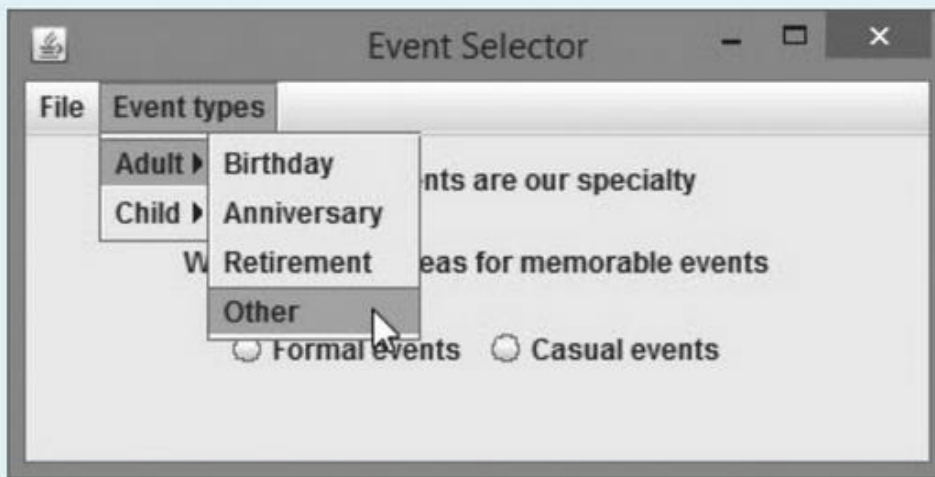 Event Selector
File Event types
Adult Birthday
are our specialty
Child Anniversary
W Retirement eas for memorable events
Other
Formal events Casual events